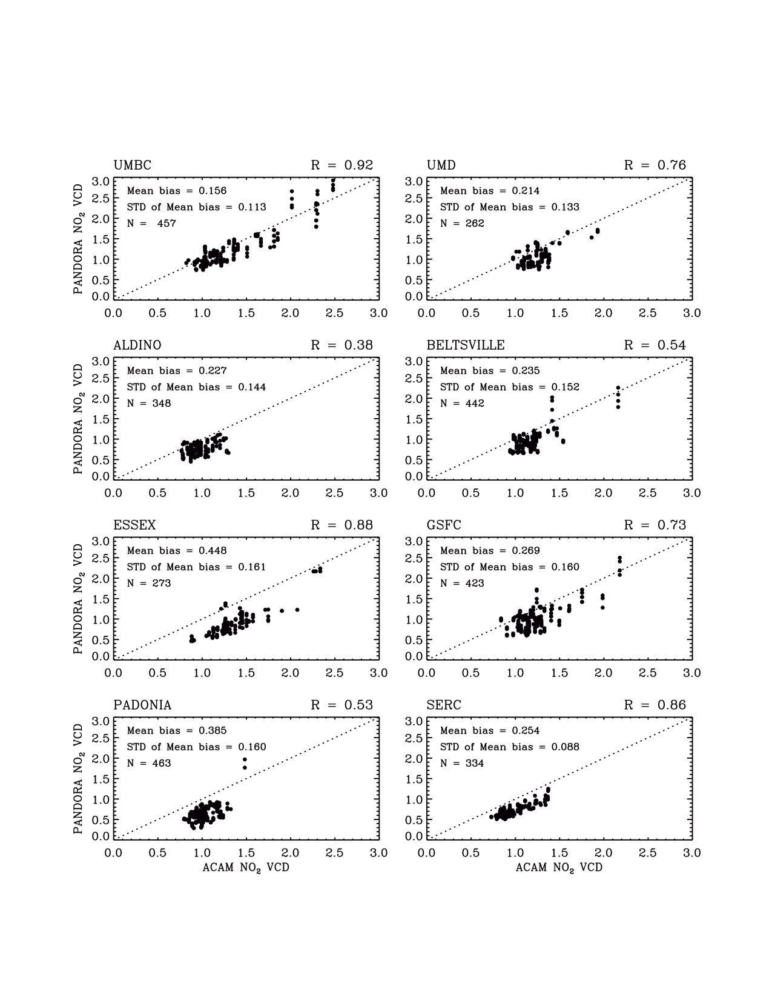 UMBC R = 0.92
Mean bias = 0.156
STD of Mean bias = 0.113
N = 457
PANDORA NO₂ VCD
3.0
2.5
2.0
1.5
1.0
0.5
0.0
0.0 0.5 1.0 1.5 2.0 2.5 3.0
UMD R = 0.76
Mean bias = 0.214
STD of Mean bias = 0.133
N = 262
3.0
2.5
2.0
1.5
1.0
0.5
0.0
0.0 0.5 1.0 1.5 2.0 2.5 3.0
ALDINO R = 0.38
Mean bias = 0.227
STD of Mean bias = 0.144
N = 348
PANDORA NO₂ VCD
3.0
2.5
2.0
1.5
1.0
0.5
0.0
0.0 0.5 1.0 1.5 2.0 2.5 3.0
BELTSVILLE R = 0.54
Mean bias = 0.235
STD of Mean bias = 0.152
N = 442
3.0
2.5
2.0
1.5
1.0
0.5
0.0
0.0 0.5 1.0 1.5 2.0 2.5 3.0
ESSEX R = 0.88
Mean bias = 0.448
STD of Mean bias = 0.161
N = 273
PANDORA NO₂ VCD
3.0
2.5
2.0
1.5
1.0
0.5
0.0
0.0 0.5 1.0 1.5 2.0 2.5 3.0
GSFC R = 0.73
Mean bias = 0.269
STD of Mean bias = 0.160
N = 423
3.0
2.5
2.0
1.5
1.0
0.5
0.0
0.0 0.5 1.0 1.5 2.0 2.5 3.0
PADONIA R = 0.53
Mean bias = 0.385
STD of Mean bias = 0.160
N = 463
PANDORA NO₂ VCD
3.0
2.5
2.0
1.5
1.0
0.5
0.0
0.0 0.5 1.0 1.5 2.0 2.5 3.0
ACAM NO₂ VCD
SERC R = 0.86
Mean bias = 0.254
STD of Mean bias = 0.088
N = 334
3.0
2.5
2.0
1.5
1.0
0.5
0.0
0.0 0.5 1.0 1.5 2.0 2.5 3.0
ACAM NO₂ VCD